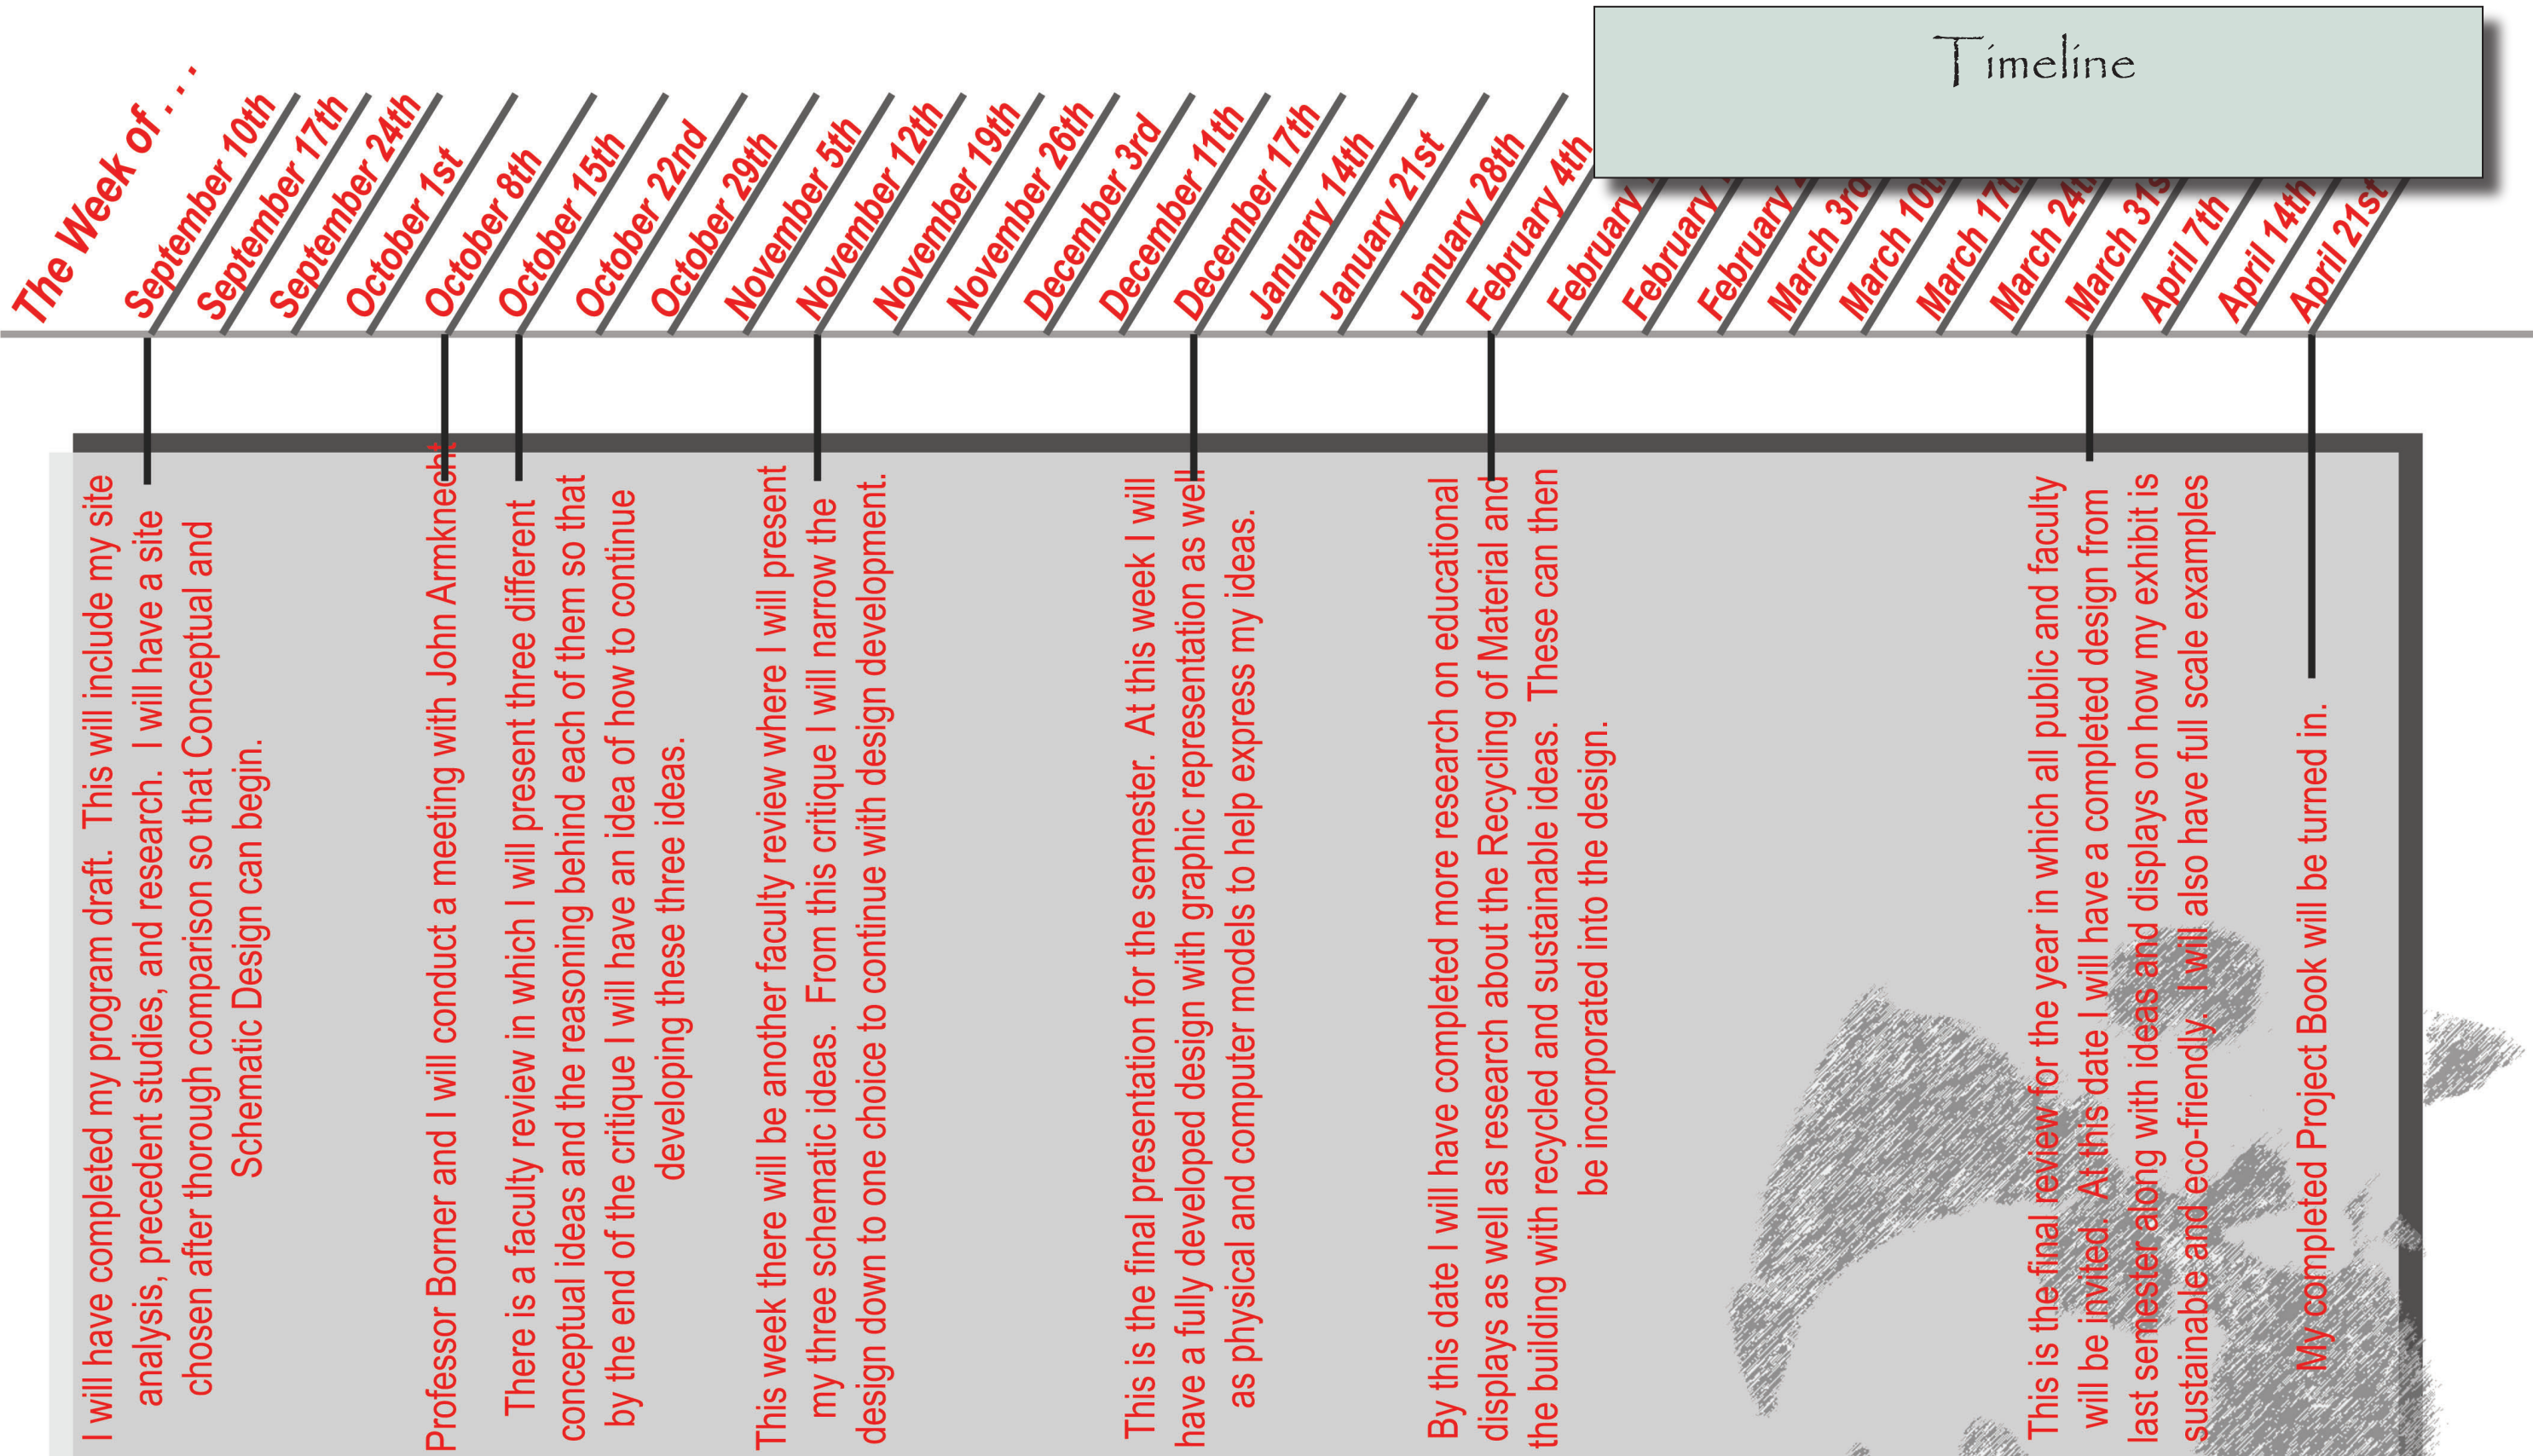 Timeline
The Week of . . .
September 10th
September 17th
September 24th
October 1st
October 8th
October 15th
October 22nd
October 29th
November 5th
November 12th
November 19th
November 26th
December 3rd
December 11th
December 17th
January 14th
January 21st
January 28th
February 4th
February
February
February
March 3rd
March 10th
March 17th
March 24th
March 31st
April 7th
April 14th
April 21st
I will have completed my program draft. This will include my site
analysis, precedent studies, and research. I will have a site
chosen after thorough comparison so that Conceptual and
Schematic Design can begin.
Professor Borner and I will conduct a meeting with John Armknecht
There is a faculty review in which I will present three different
conceptual ideas and the reasoning behind each of them so that
by the end of the critique I will have an idea of how to continue
developing these three ideas.
This week there will be another faculty review where I will present
my three schematic ideas. From this critique I will narrow the
design down to one choice to continue with design development.
This is the final presentation for the semester. At this week I will
have a fully developed design with graphic representation as well
as physical and computer models to help express my ideas.
By this date I will have completed more research on educational
displays as well as research about the Recycling of Material and
the building with recycled and sustainable ideas. These can then
be incorporated into the design.
This is the final review for the year in which all public and faculty
will be invited. At this date I will have a completed design from
last semester along with ideas and displays on how my exhibit is
sustainable and eco-friendly. I will also have full scale examples
My completed Project Book will be turned in.